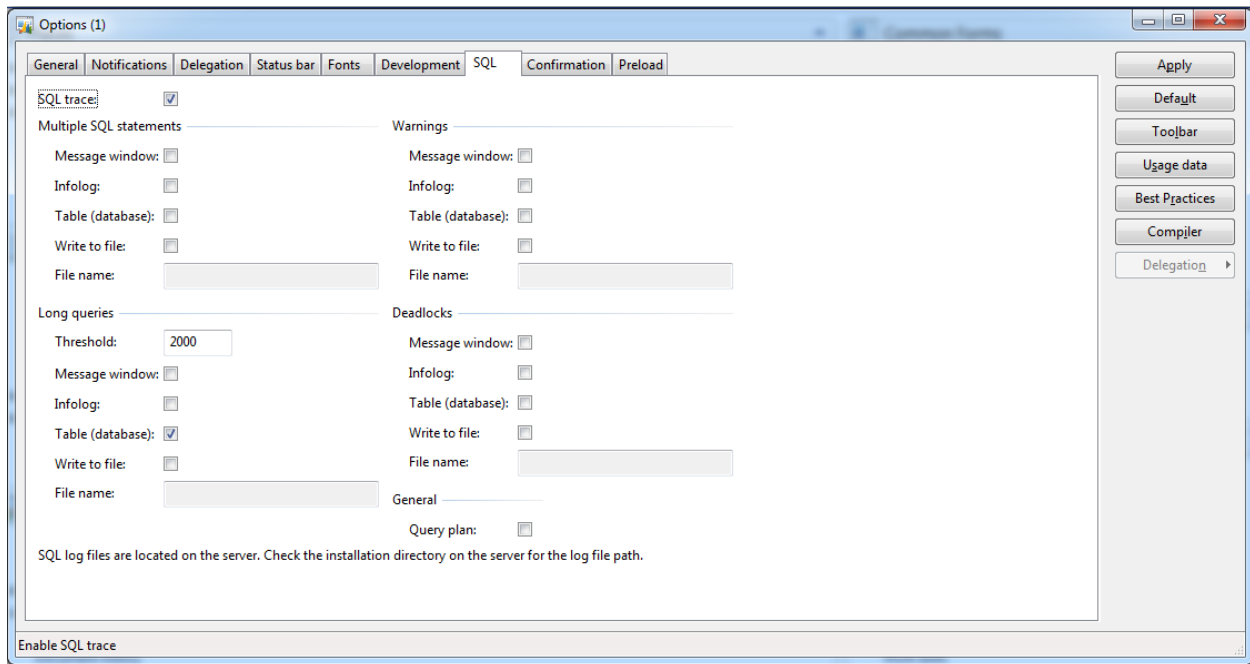 Options (1)
General Notifications Delegation Status bar Fonts Development SQL Confirmation Preload
SQL trace:
Multiple SQL statements
Message window:
Infolog:
Table (database):
Write to file:
File name:
Long queries
Threshold: 2000
Message window:
Infolog:
Table (database):
Write to file:
File name:
Warnings
Message window:
Infolog:
Table (database):
Write to file:
File name:
Deadlocks
Message window:
Infolog:
Table (database):
Write to file:
File name:
General
Query plan:
SQL log files are located on the server. Check the installation directory on the server for the log file path.
Apply
Default
Toolbar
Usage data
Best Practices
Compiler
Delegation
Enable SQL trace